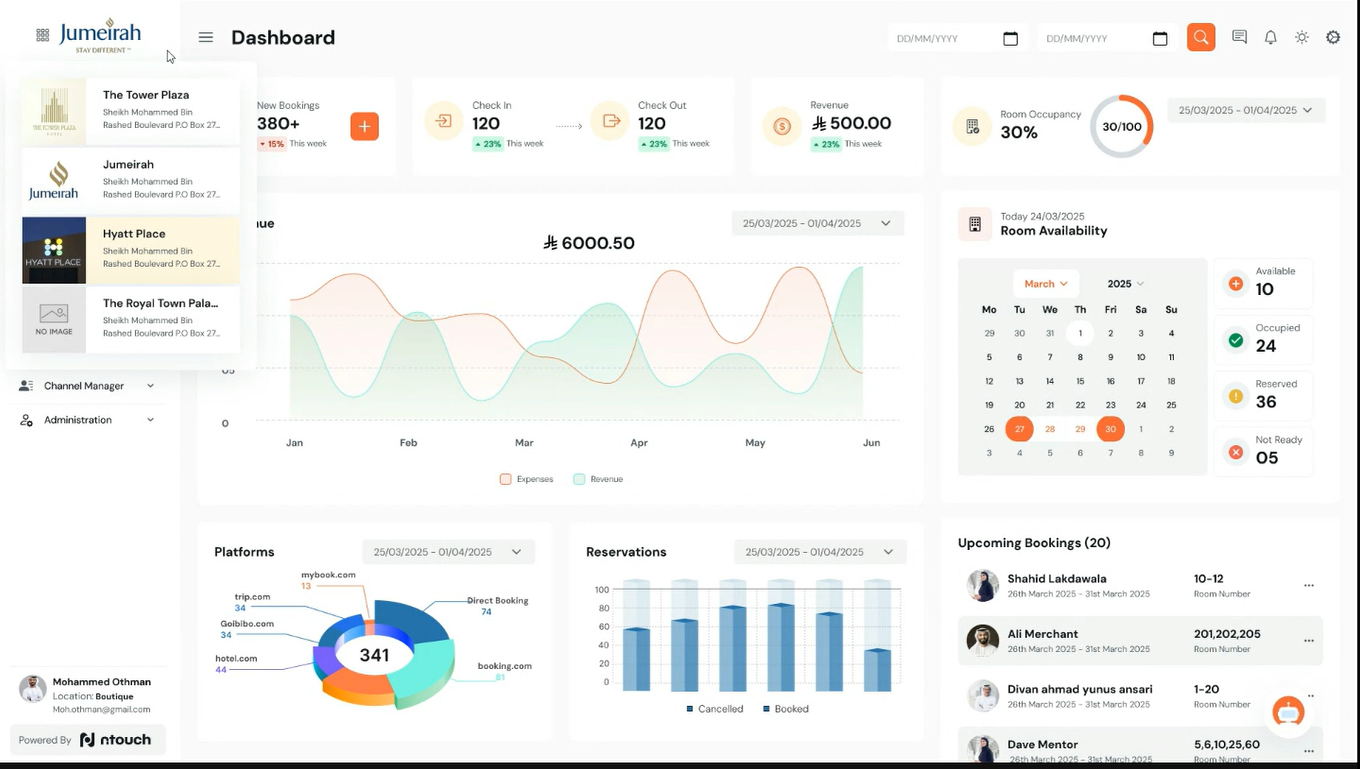 Jumeirah
STAY DIFFERENT™
Dashboard
DD/MM/YYYY
DD/MM/YYYY
THE TOWER PLAZA
HOTEL
The Tower Plaza
Sheikh Mohammed Bin
Rashed Boulevard P.O Box 27...
Jumeirah
Jumeirah
Sheikh Mohammed Bin
Rashed Boulevard P.O Box 27...
HYATT PLACE
Hyatt Place
Sheikh Mohammed Bin
Rashed Boulevard P.O Box 27...
NO IMAGE
The Royal Town Pala...
Sheikh Mohammed Bin
Rashed Boulevard P.O Box 27...
Channel Manager
Administration
New Bookings
380+
15% This week
Check In
120
23% This week
Check Out
120
23% This week
Revenue
500.00
23% This week
Room Occupancy
30%
30/100
25/03/2025 - 01/04/2025
nue
25/03/2025 - 01/04/2025
6000.50
05
0
Jan Feb Mar Apr May Jun
Expenses Revenue
Today 24/03/2025
Room Availability
March 2025
Mo Tu We Th Fri Sa Su
29 30 31 1 2 3 4
5 6 7 8 9 10 11
12 13 14 15 16 17 18
19 20 21 22 23 24 25
26 27 28 29 30 1 2
3 4 5 6 7 8 9
Available
10
Occupied
24
Reserved
36
Not Ready
05
Platforms
25/03/2025 - 01/04/2025
mybook.com
13
trip.com
34
Goibibo.com
34
hotel.com
44
341
Direct Booking
74
booking.com
81
Reservations
25/03/2025 - 01/04/2025
100
80
60
40
20
0
Cancelled Booked
Upcoming Bookings (20)
Shahid Lakdawala
26th March 2025 - 31st March 2025
10-12
Room Number
Ali Merchant
26th March 2025 - 31st March 2025
201,202,205
Room Number
Divan ahmad yunus ansari
26th March 2025 - 31st March 2025
1-20
Room Number
Dave Mentor
26th March 2025 - 31st March 2025
5,6,10,25,60
Room Number
Mohammed Othman
Location: Boutique
Moh.othman@gmail.com
Powered By ntouch